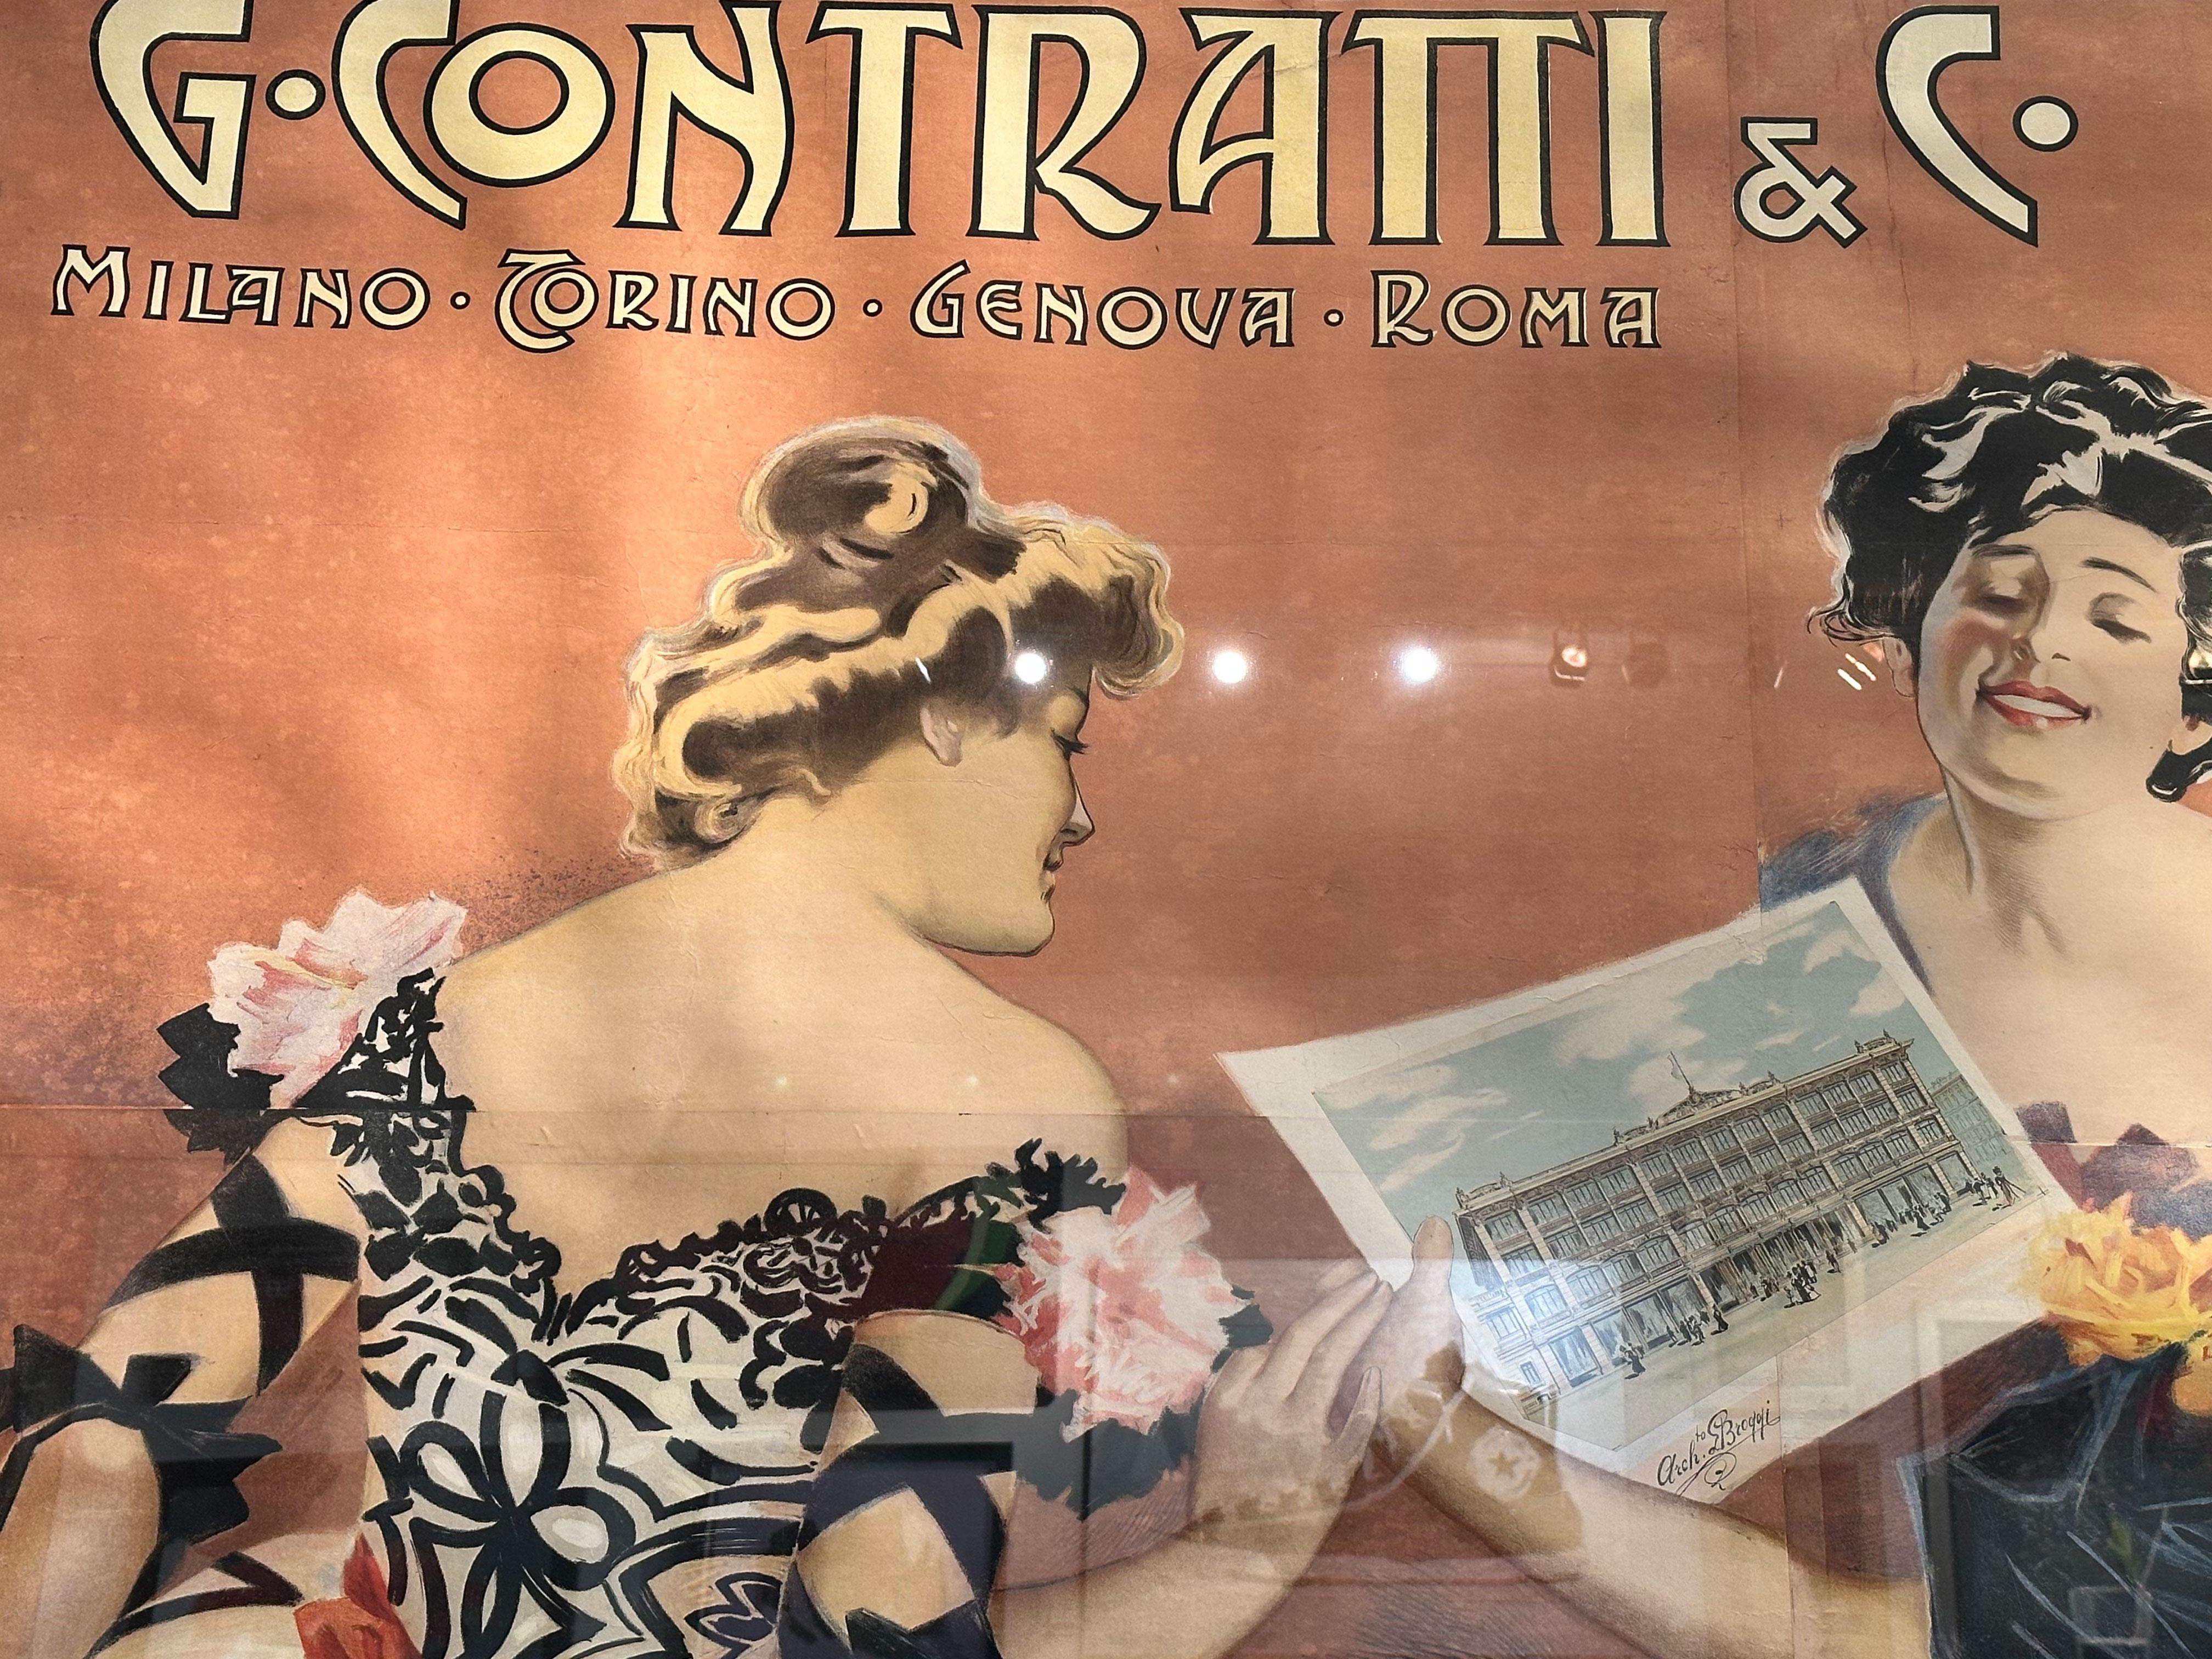 G·CONTRATTI & C.
MILANO · TORINO · GENOVA · ROMA
Arch.to Broggi